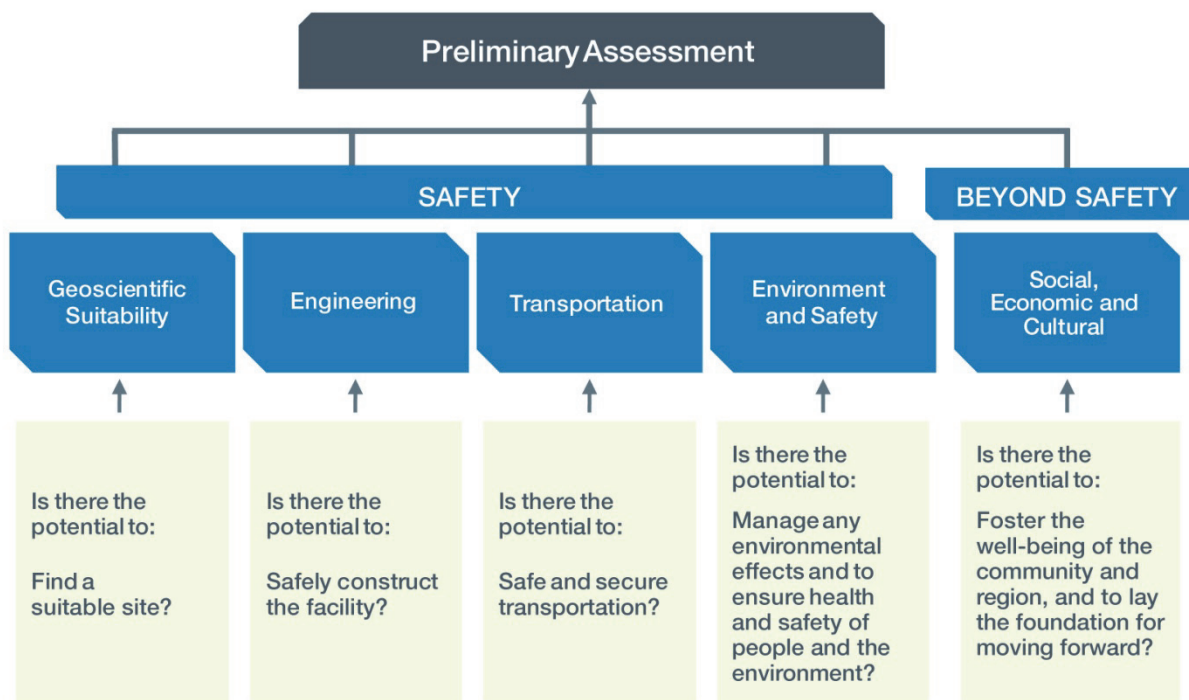 Preliminary Assessment
SAFETY
BEYOND SAFETY
Geoscientific
Suitability
Engineering
Transportation
Environment
and Safety
Social,
Economic and
Cultural
Is there the
potential to:
Find a
suitable site?
Is there the
potential to:
Safely construct
the facility?
Is there the
potential to:
Safe and secure
transportation?
Is there the
potential to:
Manage any
environmental
effects and to
ensure health
and safety of
people and the
environment?
Is there the
potential to:
Foster the
well-being of the
community and
region, and to lay
the foundation for
moving forward?